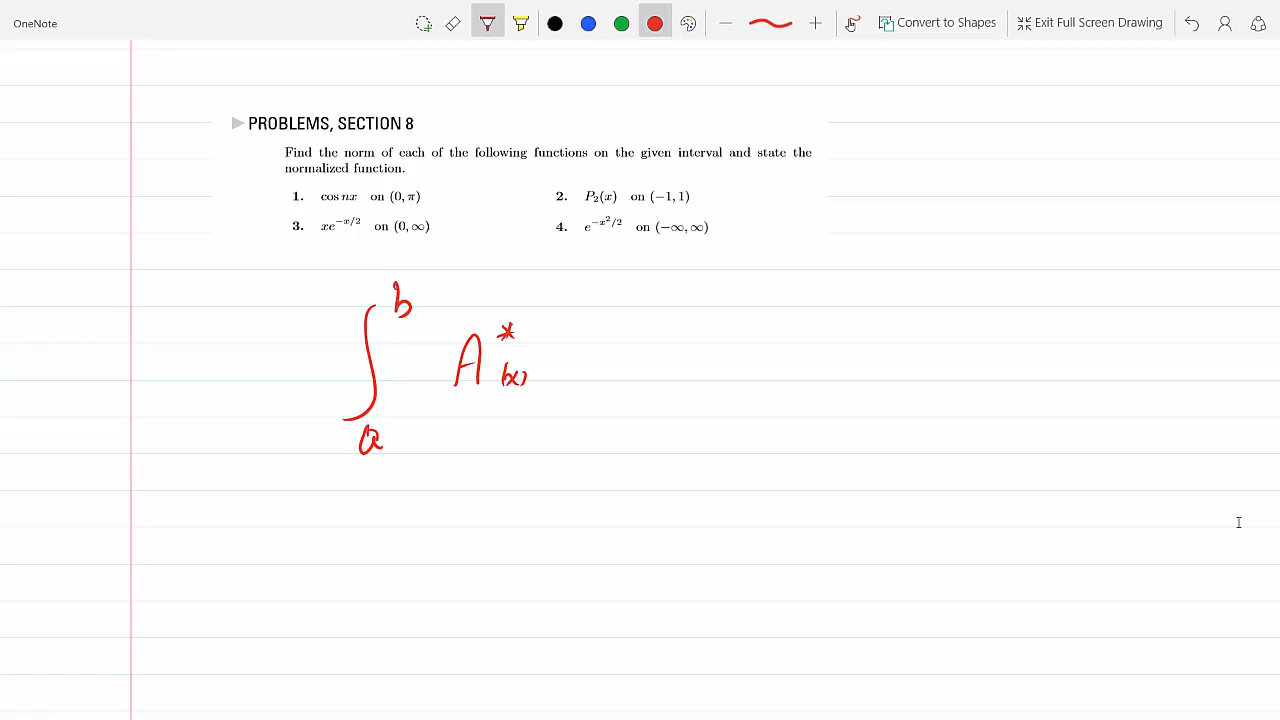 OneNote
Convert to Shapes
Exit Full Screen Drawing
PROBLEMS, SECTION 8
Find the norm of each of the following functions on the given interval and state the
normalized function.
1. cos nx on (0, π)
2. P₂(x) on (−1, 1)
3. xe^{−x/2} on (0, ∞)
4. e^{−x²/2} on (−∞, ∞)
∫ₐᵇ A*(x)